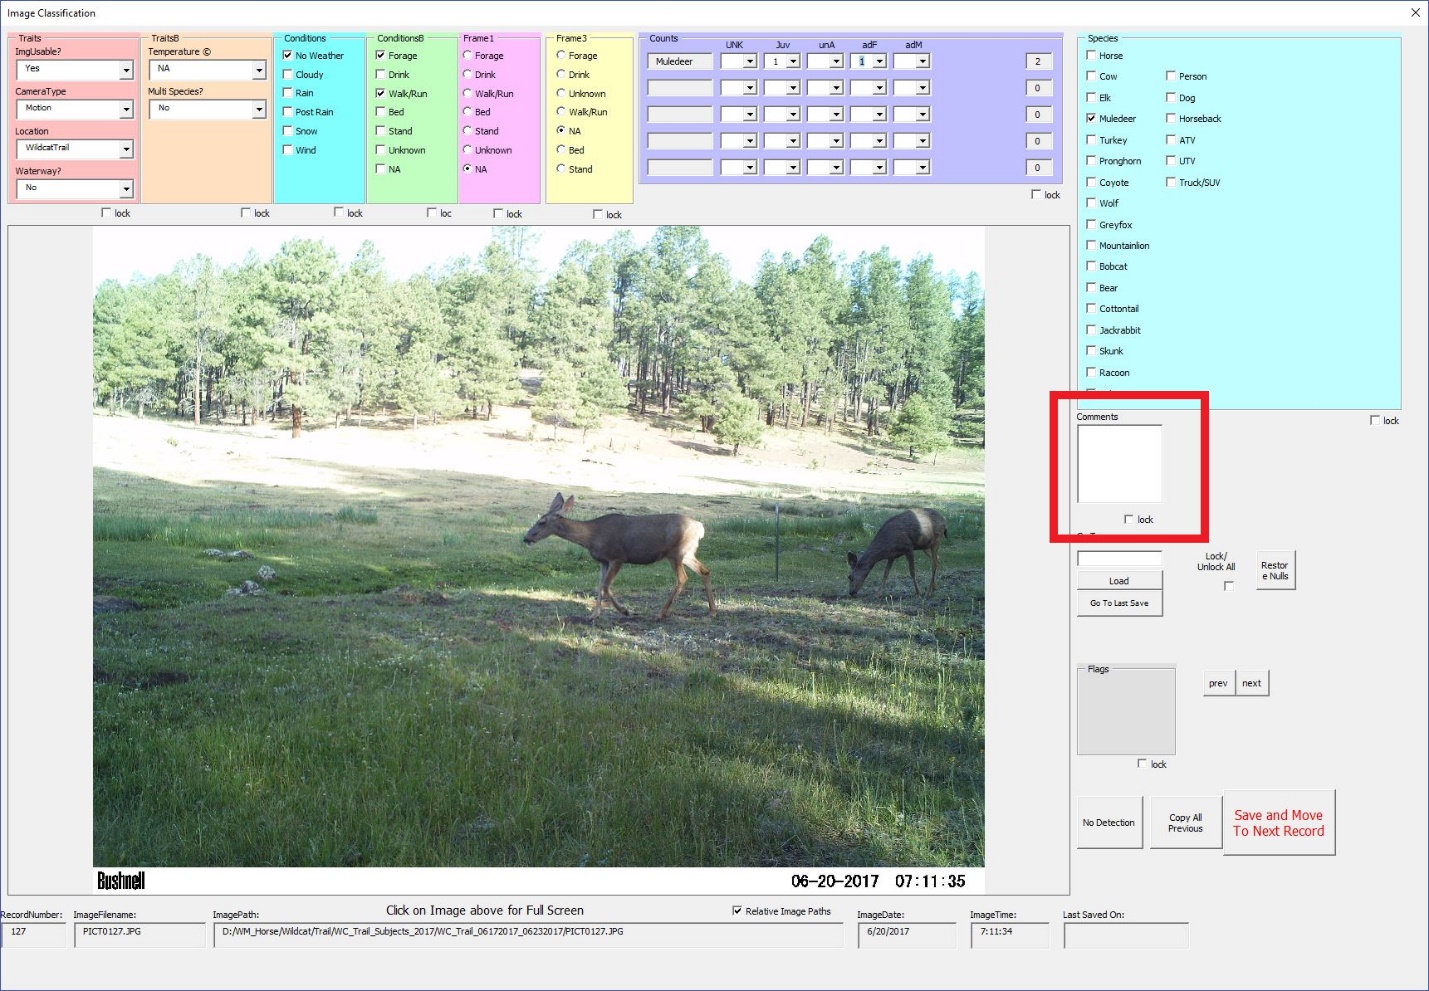 Image Classification
Traits
ImgUsable?
Yes
CameraType
Motion
Location
WildcatTrail
Waterway?
No
lock
TraitsB
Temperature ©
NA
Multi Species?
No
lock
Conditions
No Weather
Cloudy
Rain
Post Rain
Snow
Wind
lock
ConditionsB
Forage
Drink
Walk/Run
Bed
Stand
Unknown
NA
loc
Frame1
Forage
Drink
Walk/Run
Bed
Stand
Unknown
NA
lock
Frame3
Forage
Drink
Unknown
Walk/Run
NA
Bed
Stand
lock
Counts
UNK Juv unA adF adM
Muledeer 1 1 2
0
0
0
0
lock
Species
Horse
Cow Person
Elk Dog
Muledeer Horseback
Turkey ATV
Pronghorn UTV
Coyote Truck/SUV
Wolf
Greyfox
Mountainlion
Bobcat
Bear
Cottontail
Jackrabbit
Skunk
Racoon
lock
Comments
lock
Load
Go To Last Save
Lock/
Unlock All
Restor
e Nulls
Flags
lock
prev next
No Detection
Copy All
Previous
Save and Move
To Next Record
Bushnell 06-20-2017 07:11:35
Click on Image above for Full Screen
Relative Image Paths
RecordNumber: ImageFilename: ImagePath: ImageDate: ImageTime: Last Saved On:
127 PICT0127.JPG D:/WM_Horse/Wildcat/Trail/WC_Trail_Subjects_2017/WC_Trail_06172017_06232017/PICT0127.JPG 6/20/2017 7:11:34